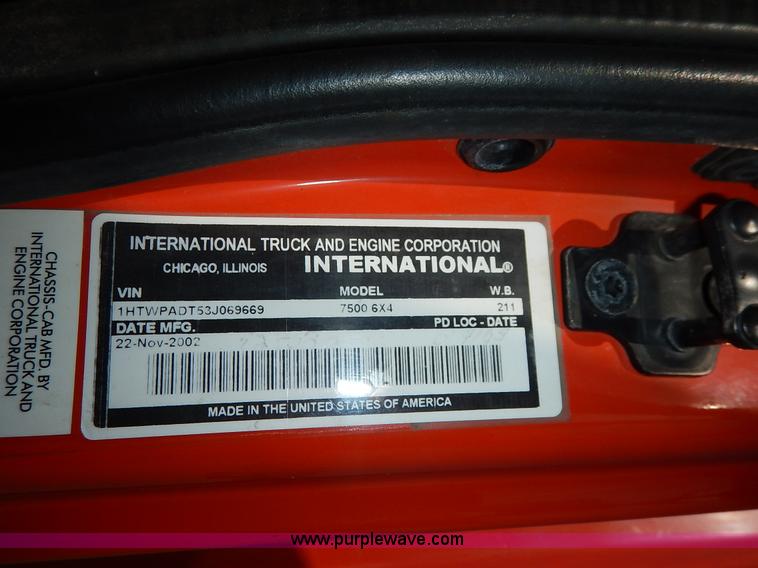 CHASSIS-CAB MFD. BY
INTERNATIONAL TRUCK AND
ENGINE CORPORATION
INTERNATIONAL TRUCK AND ENGINE CORPORATION
CHICAGO, ILLINOIS INTERNATIONAL®
VIN MODEL W.B.
1HTWPADT53J069669 7500 6X4 211
DATE MFG. PD LOC - DATE
22-Nov-2002
MADE IN THE UNITED STATES OF AMERICA
www.purplewave.com